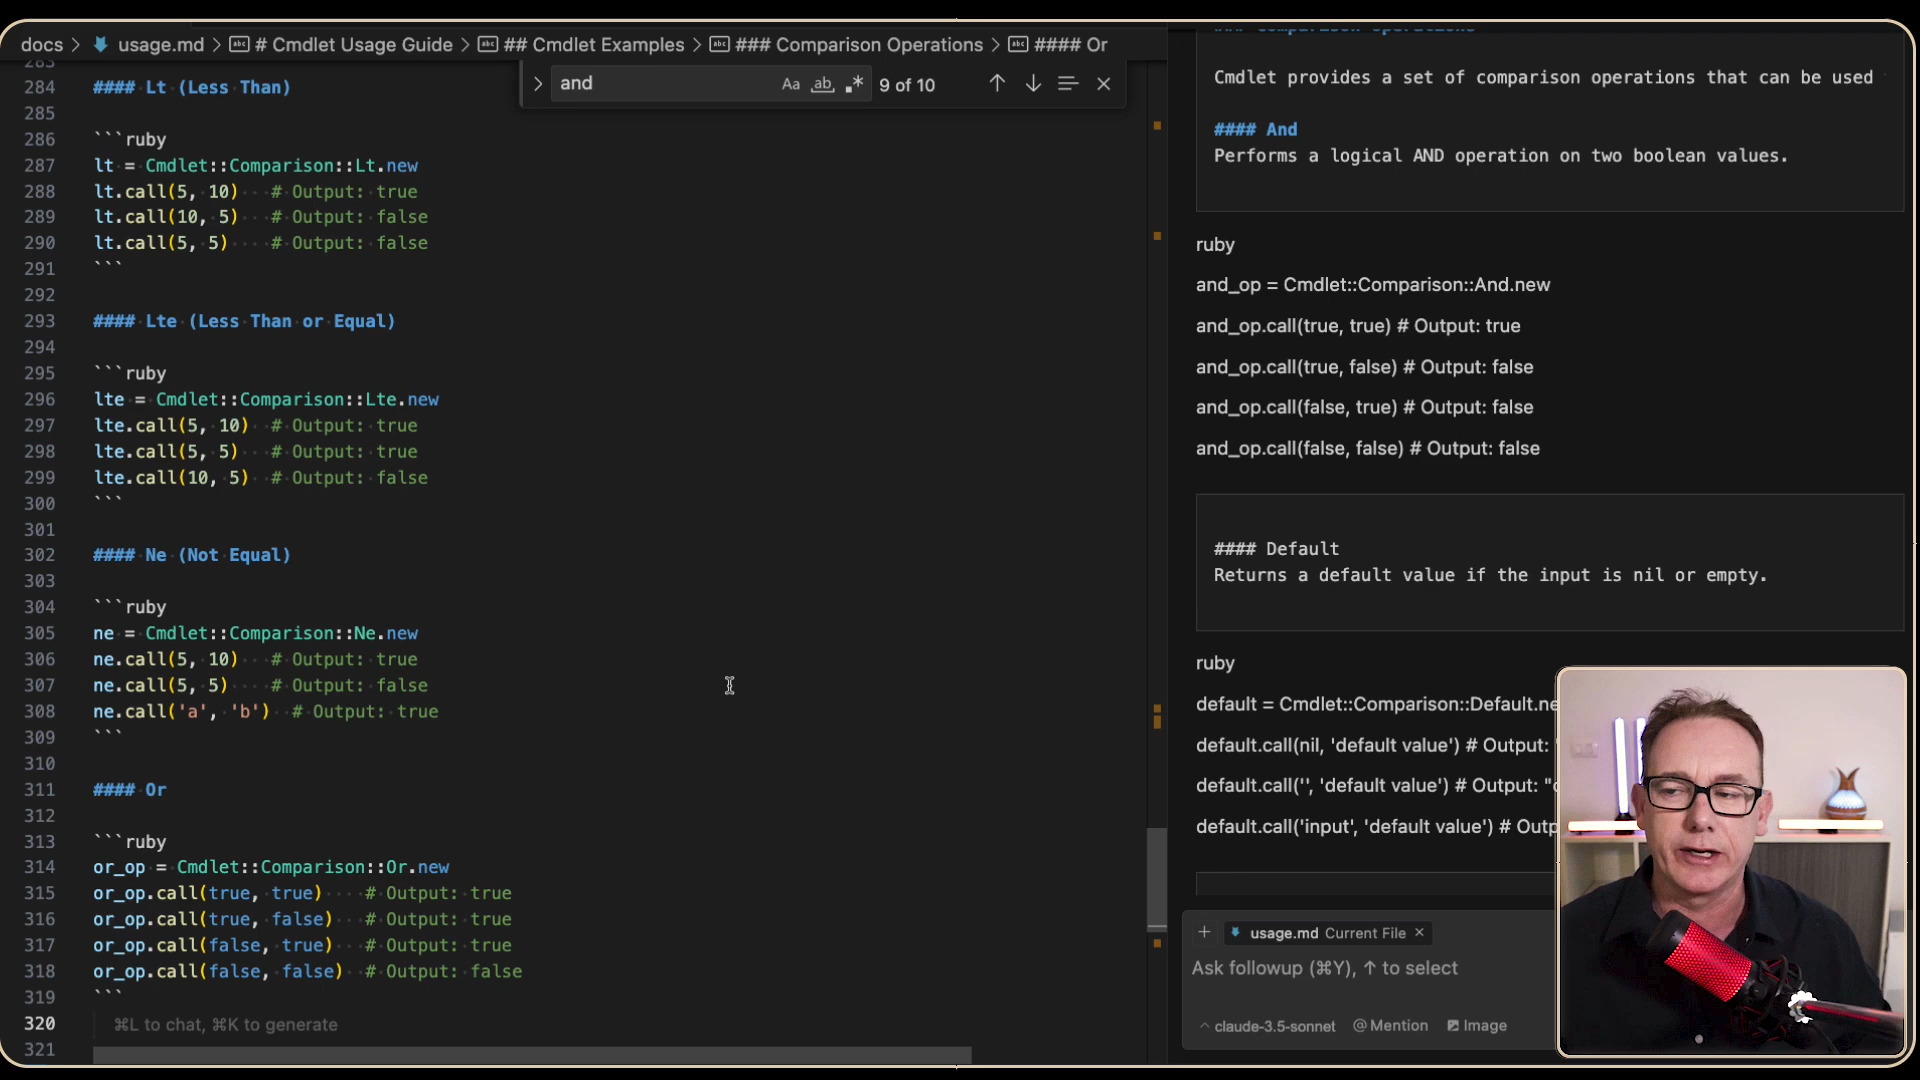 docs > usage.md > # Cmdlet Usage Guide > ## Cmdlet Examples > ### Comparison Operations > #### Or
and
Aa ab .* 9 of 10
284 #### Lt (Less Than)
285
286 ```ruby
287 lt = Cmdlet::Comparison::Lt.new
288 lt.call(5, 10) # Output: true
289 lt.call(10, 5) # Output: false
290 lt.call(5, 5) # Output: false
291 ```
292
293 #### Lte (Less Than or Equal)
294
295 ```ruby
296 lte = Cmdlet::Comparison::Lte.new
297 lte.call(5, 10) # Output: true
298 lte.call(5, 5) # Output: true
299 lte.call(10, 5) # Output: false
300 ```
301
302 #### Ne (Not Equal)
303
304 ```ruby
305 ne = Cmdlet::Comparison::Ne.new
306 ne.call(5, 10) # Output: true
307 ne.call(5, 5) # Output: false
308 ne.call('a', 'b') # Output: true
309 ```
310
311 #### Or
312
313 ```ruby
314 or_op = Cmdlet::Comparison::Or.new
315 or_op.call(true, true) # Output: true
316 or_op.call(true, false) # Output: true
317 or_op.call(false, true) # Output: true
318 or_op.call(false, false) # Output: false
319 ```
320 ⌘L to chat, ⌘K to generate
321
Cmdlet provides a set of comparison operations that can be used
#### And
Performs a logical AND operation on two boolean values.
ruby
and_op = Cmdlet::Comparison::And.new
and_op.call(true, true) # Output: true
and_op.call(true, false) # Output: false
and_op.call(false, true) # Output: false
and_op.call(false, false) # Output: false
#### Default
Returns a default value if the input is nil or empty.
ruby
default = Cmdlet::Comparison::Default.ne
default.call(nil, 'default value') # Output:
default.call('', 'default value') # Output: "
default.call('input', 'default value') # Outp
+ usage.md Current File ×
Ask followup (⌘Y), ↑ to select
claude-3.5-sonnet @ Mention Image